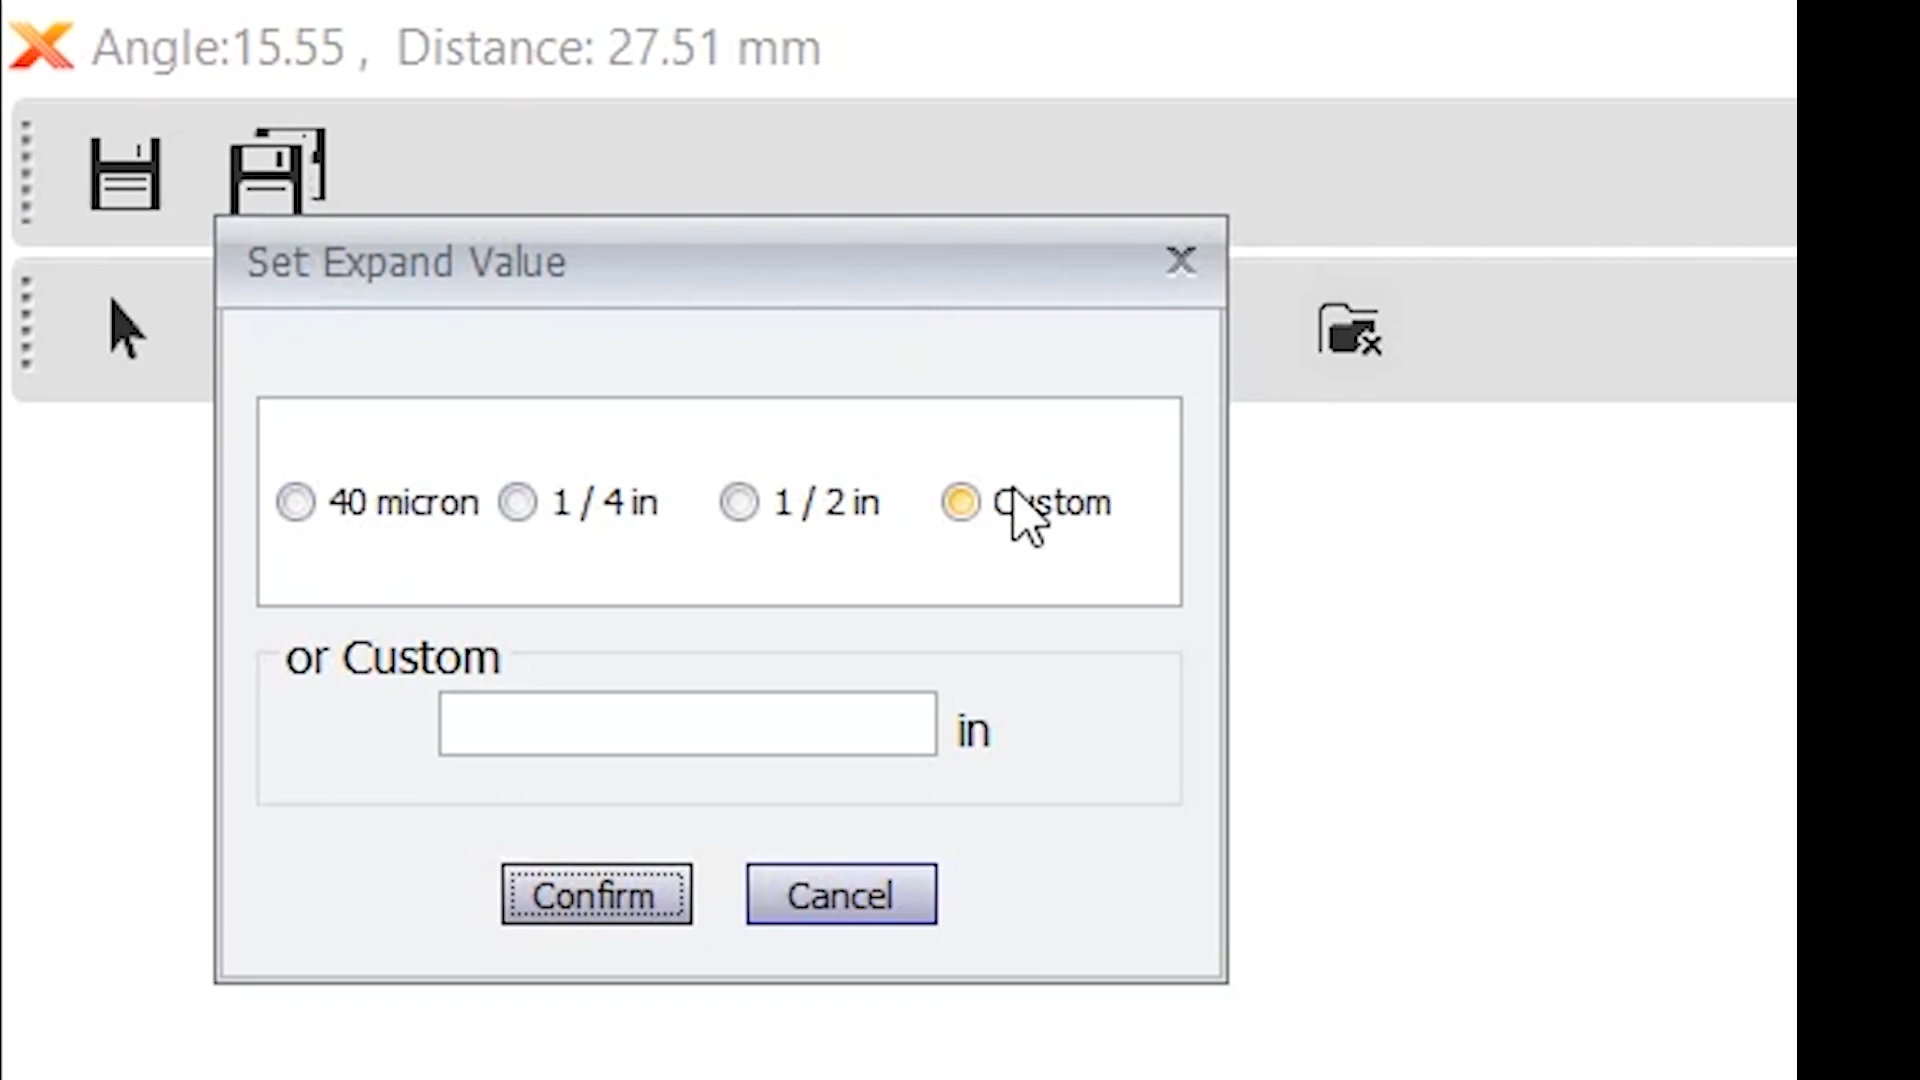 Angle:15.55 , Distance: 27.51 mm
Set Expand Value
40 micron 1 / 4 in 1 / 2 in Custom
or Custom
in
Confirm Cancel